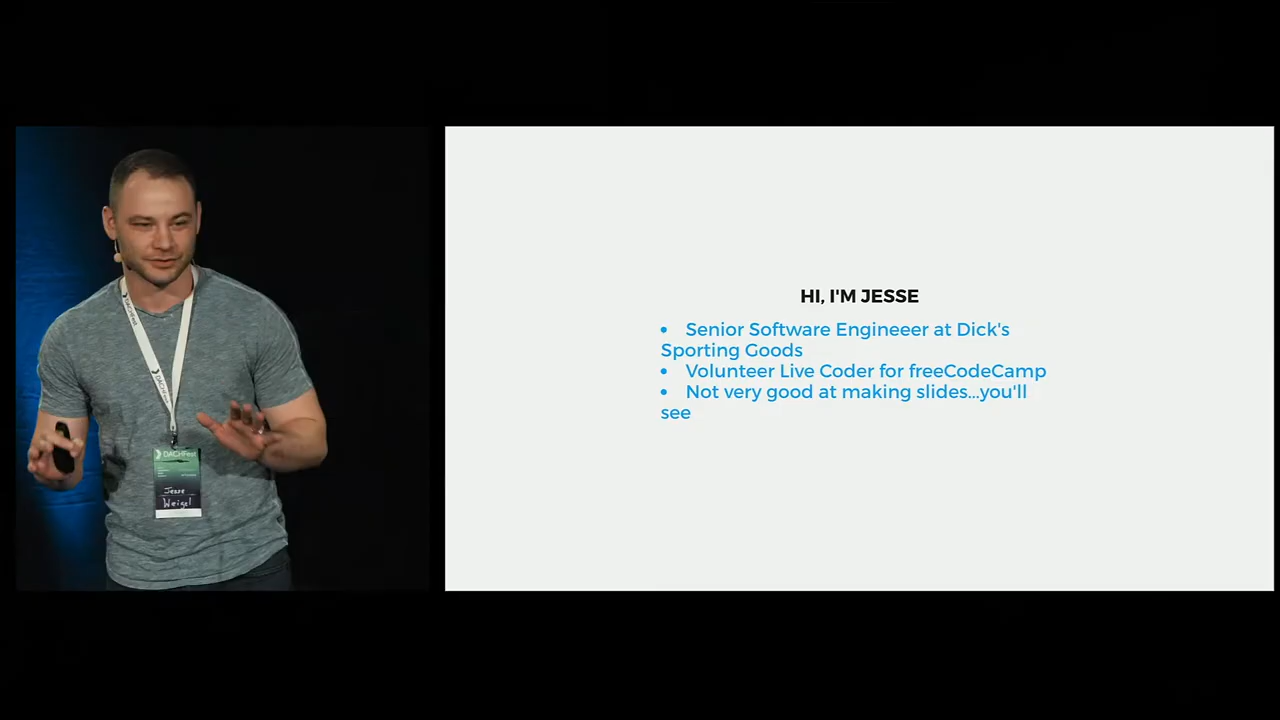 HI, I'M JESSE
• Senior Software Engineeer at Dick's
Sporting Goods
• Volunteer Live Coder for freeCodeCamp
• Not very good at making slides...you'll
see
DACHFest
Jesse
Weigel